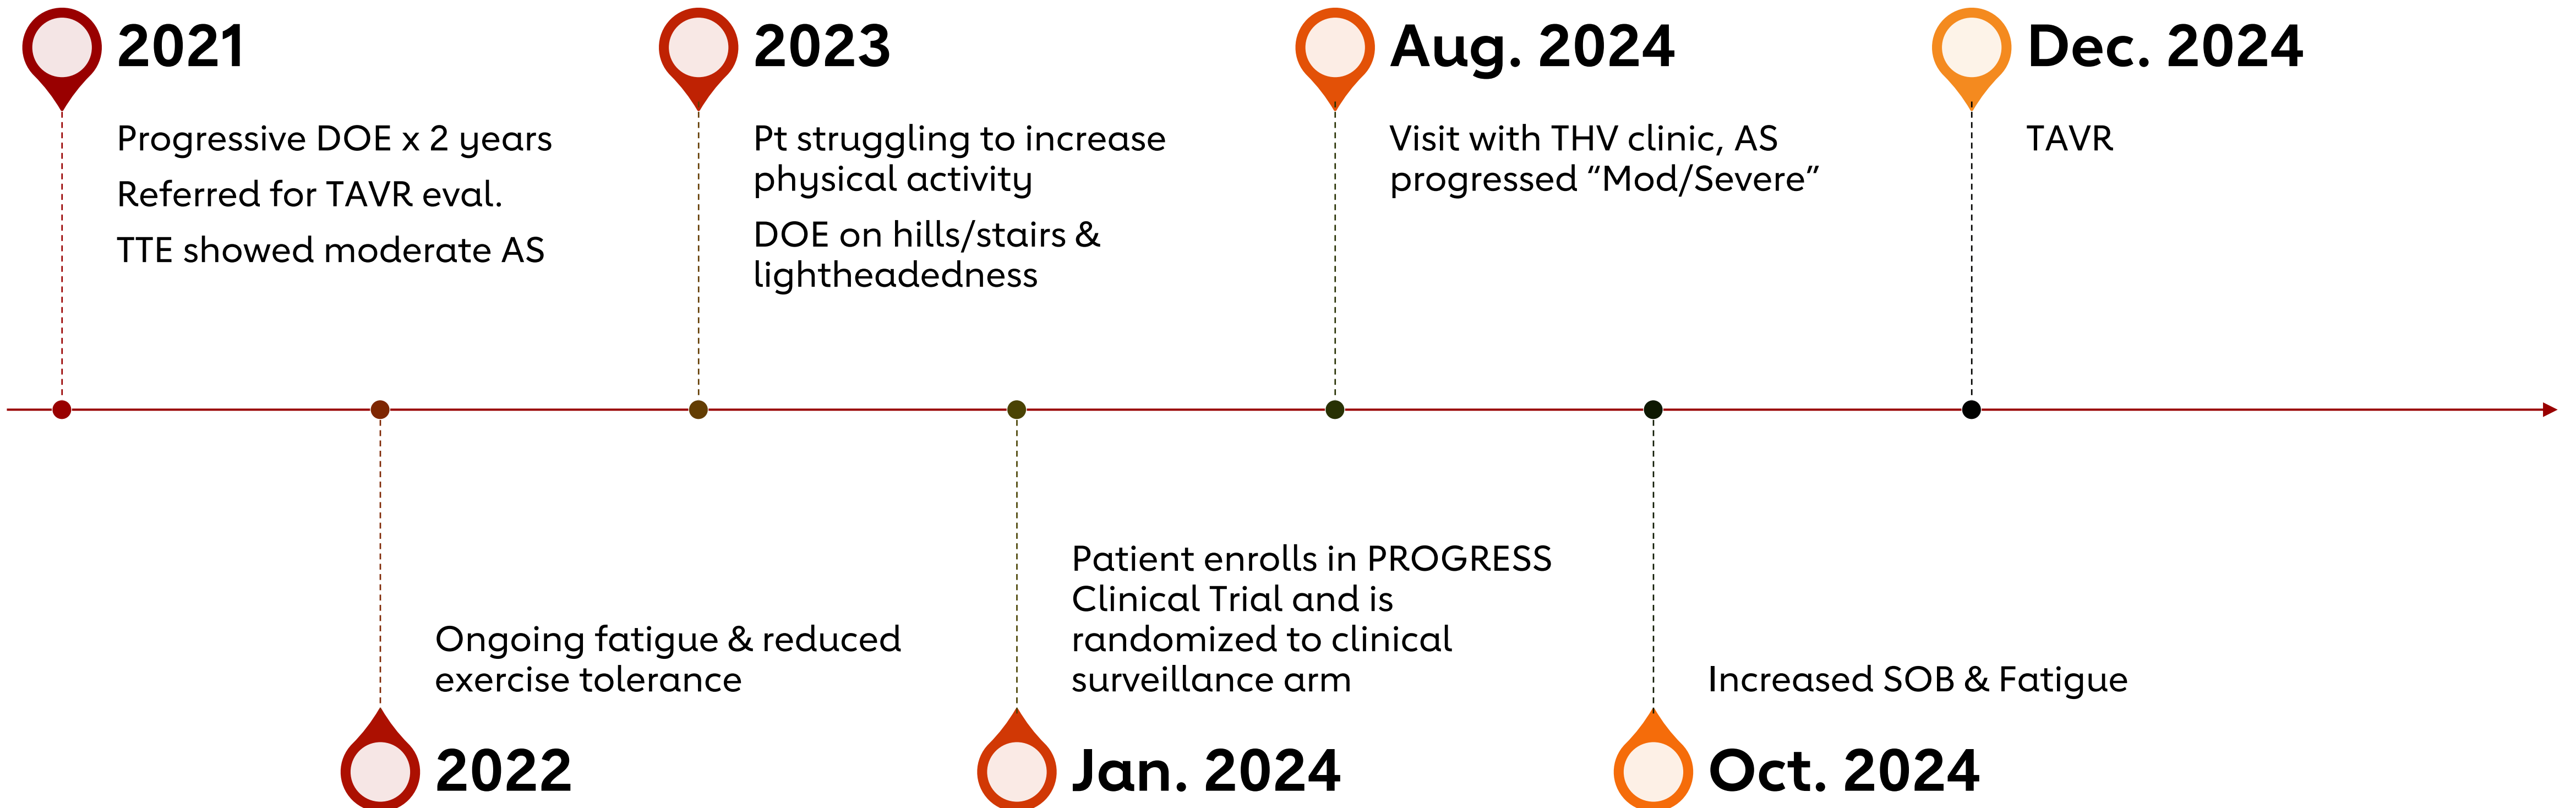 2021
Progressive DOE x 2 years
Referred for TAVR eval.
TTE showed moderate AS
2022
Ongoing fatigue & reduced
exercise tolerance
2023
Pt struggling to increase
physical activity
DOE on hills/stairs &
lightheadedness
Jan. 2024
Patient enrolls in PROGRESS
Clinical Trial and is
randomized to clinical
surveillance arm
Aug. 2024
Visit with THV clinic, AS
progressed “Mod/Severe”
Oct. 2024
Increased SOB & Fatigue
Dec. 2024
TAVR